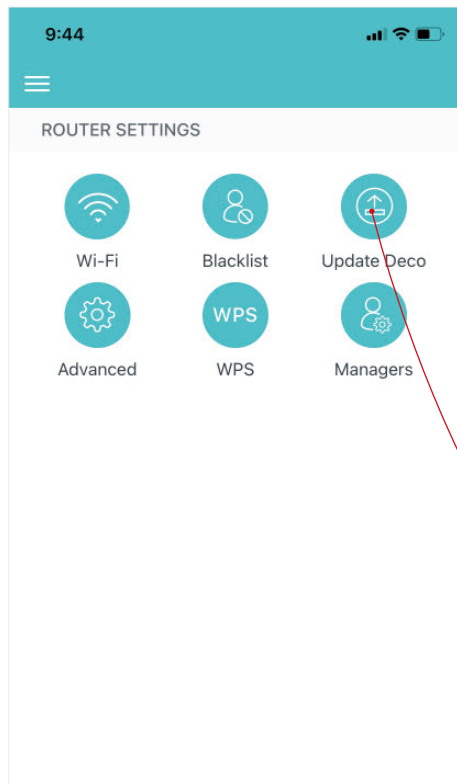 9:44
ROUTER SETTINGS
Wi-Fi Blacklist Update Deco
WPS
Advanced WPS Managers